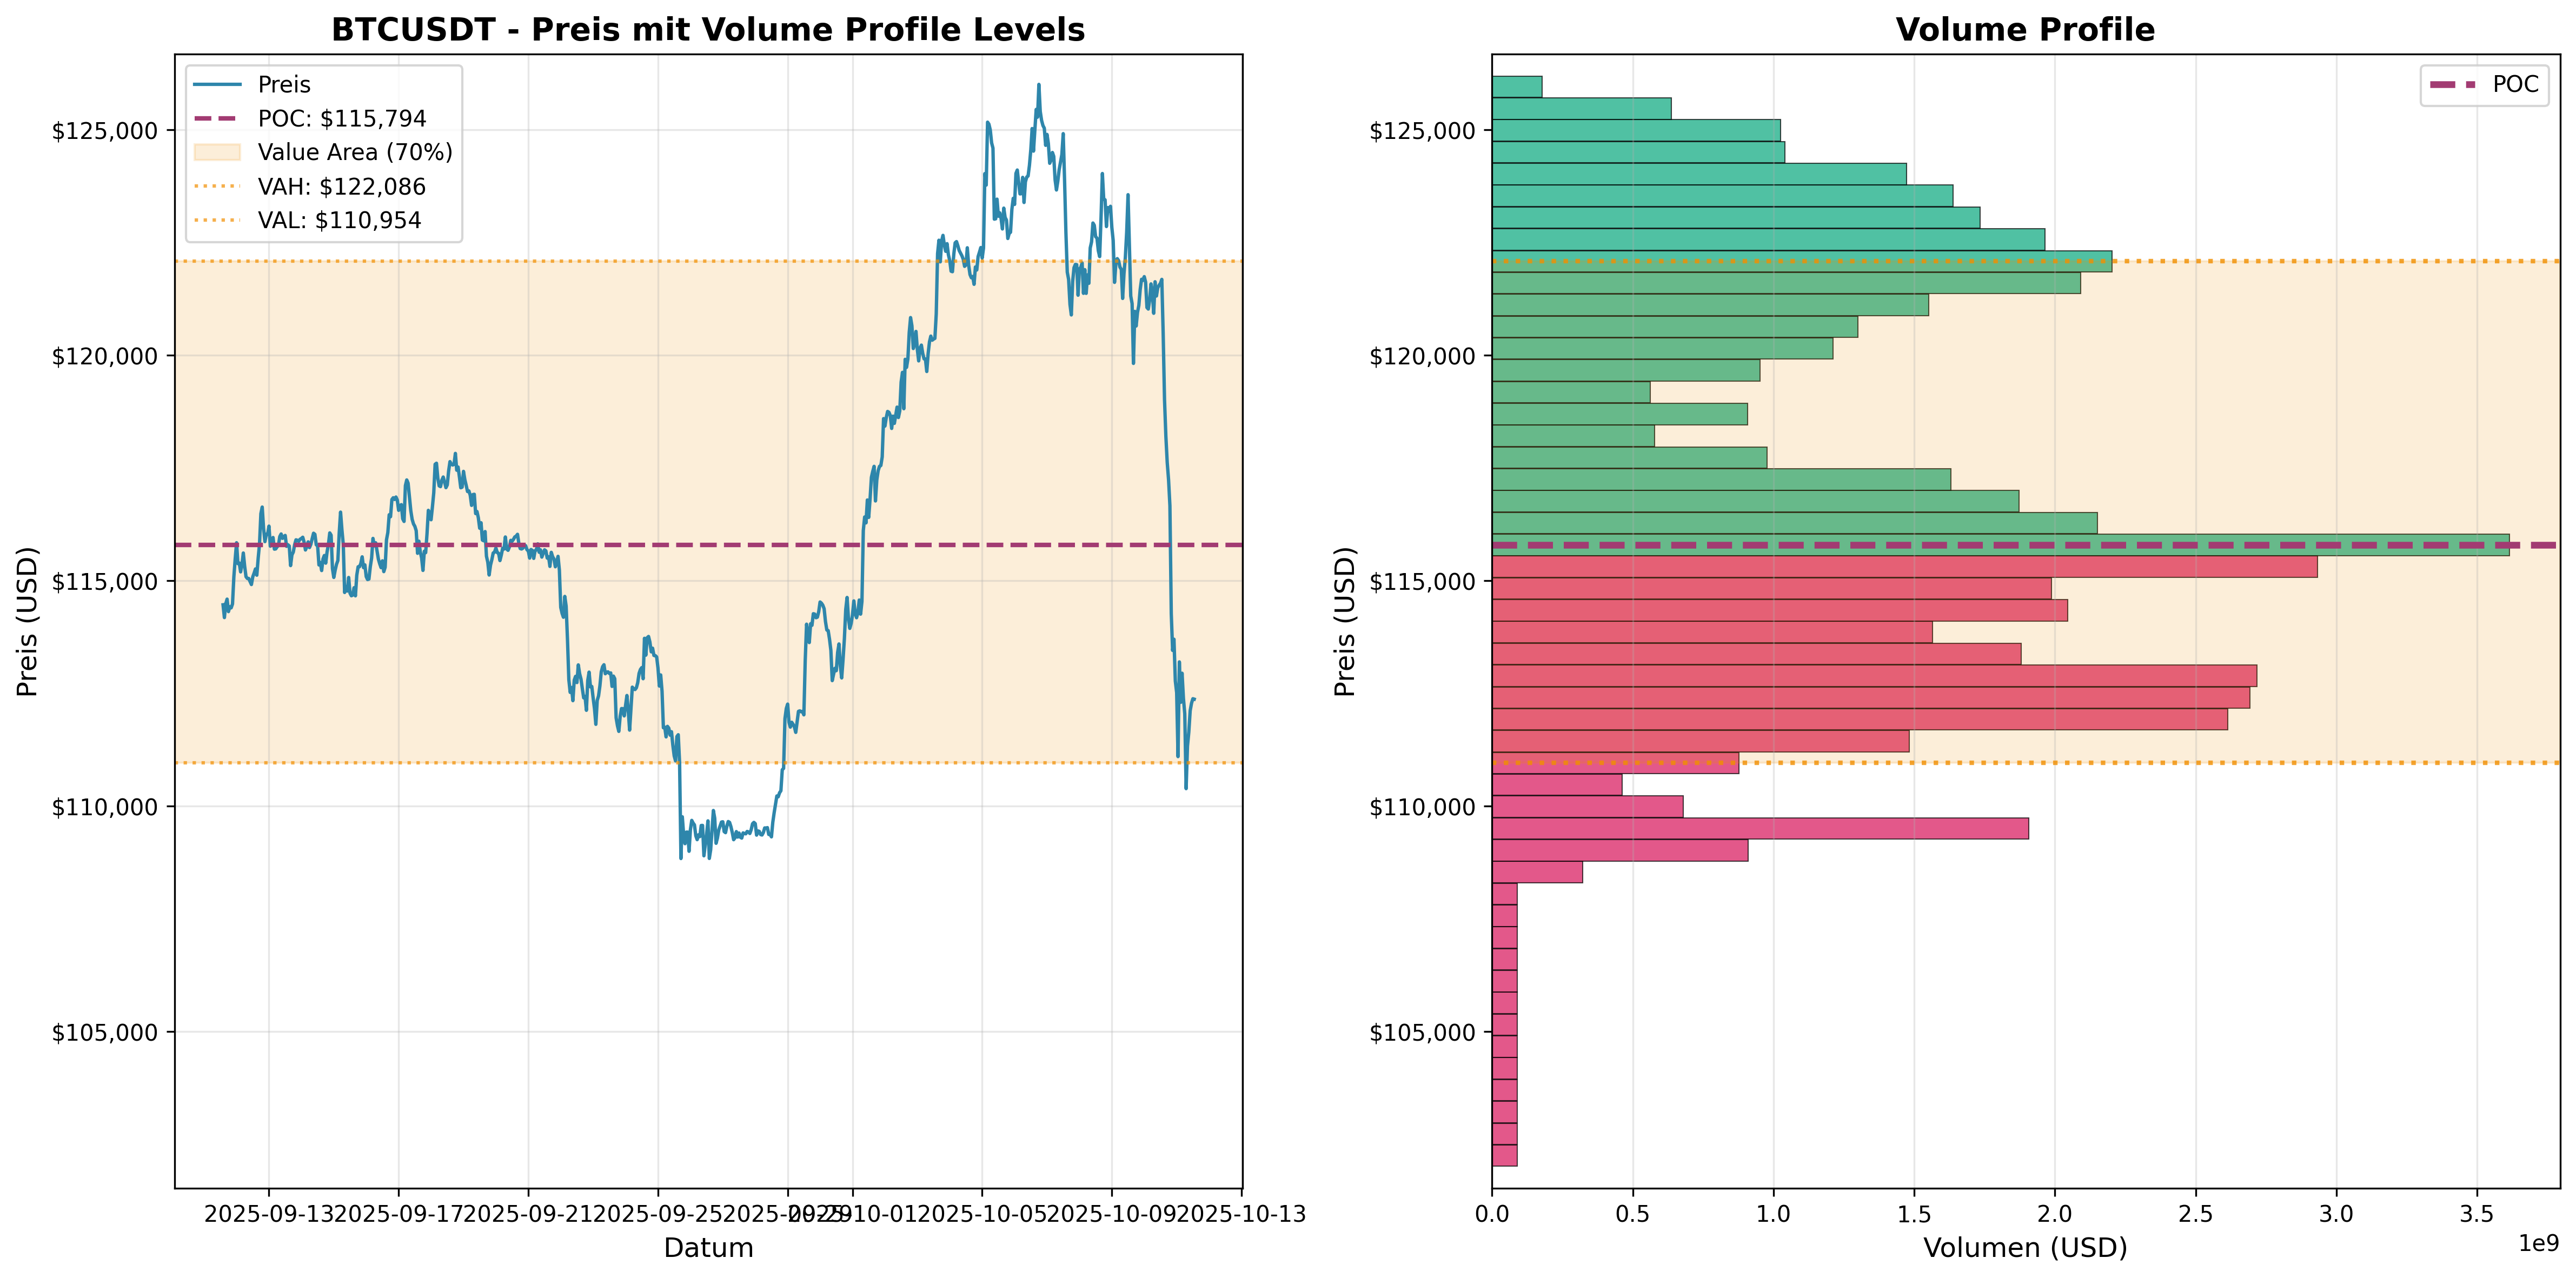 BTCUSDT - Preis mit Volume Profile Levels
Preis
POC: $115,794
Value Area (70%)
VAH: $122,086
VAL: $110,954
$125,000
$120,000
$115,000
$110,000
$105,000
Preis (USD)
2025-09-13
2025-09-17
2025-09-21
2025-09-25
2025-09-29
2025-10-01
2025-10-05
2025-10-09
2025-10-13
Datum
Volume Profile
POC
$125,000
$120,000
$115,000
$110,000
$105,000
Preis (USD)
0.0 0.5 1.0 1.5 2.0 2.5 3.0 3.5
1e9
Volumen (USD)